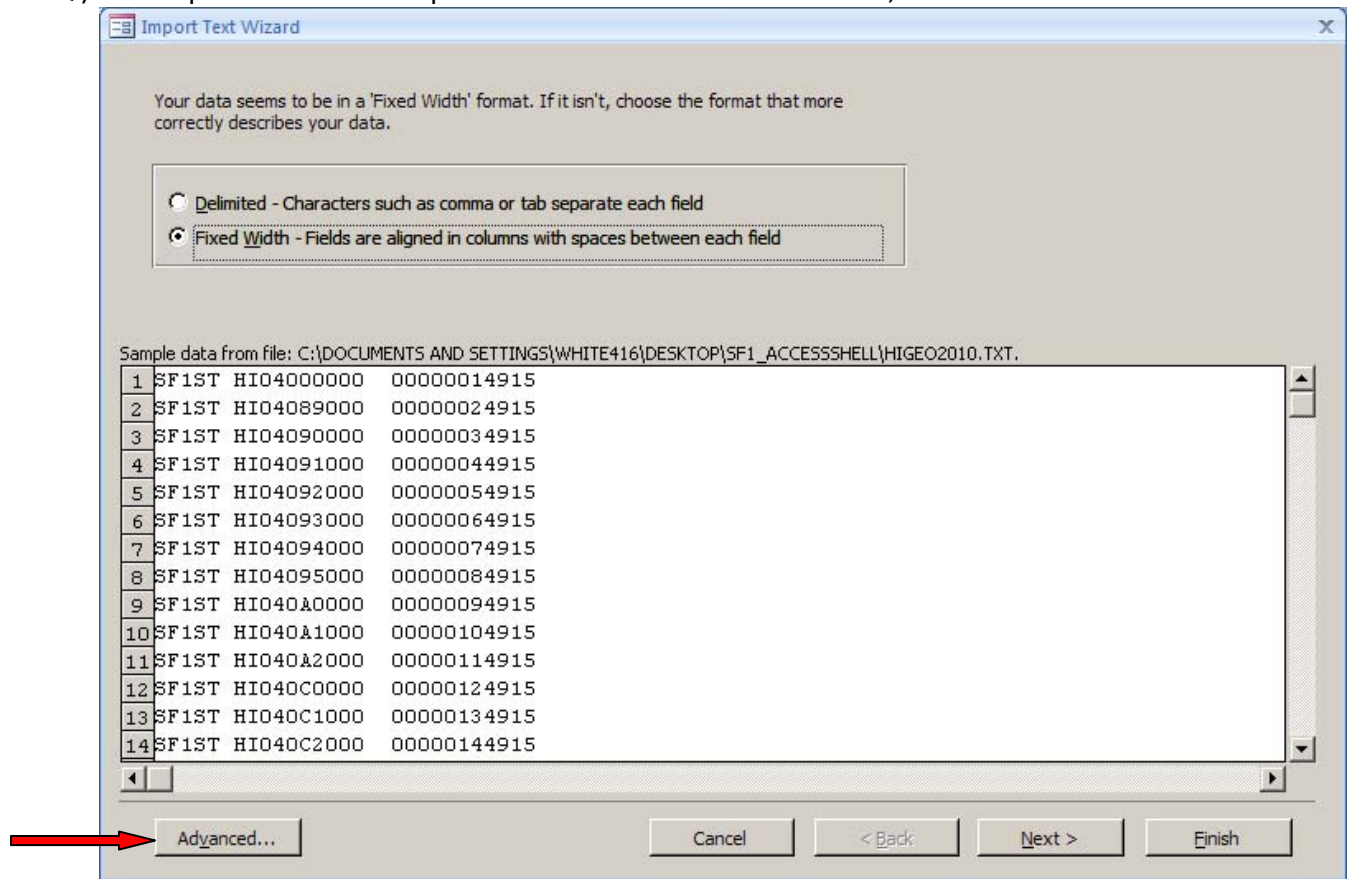 Import Text Wizard
X
Your data seems to be in a 'Fixed Width' format. If it isn't, choose the format that more
correctly describes your data.
Delimited - Characters such as comma or tab separate each field
Fixed Width - Fields are aligned in columns with spaces between each field
Sample data from file: C:\DOCUMENTS AND SETTINGS\WHITE416\DESKTOP\SF1_ACCESSSHELL\HIGEO2010.TXT.
1 SF1ST HI04000000 00000014915
2 SF1ST HI04089000 00000024915
3 SF1ST HI04090000 00000034915
4 SF1ST HI04091000 00000044915
5 SF1ST HI04092000 00000054915
6 SF1ST HI04093000 00000064915
7 SF1ST HI04094000 00000074915
8 SF1ST HI04095000 00000084915
9 SF1ST HI040A0000 00000094915
10 SF1ST HI040A1000 00000104915
11 SF1ST HI040A2000 00000114915
12 SF1ST HI040C0000 00000124915
13 SF1ST HI040C1000 00000134915
14 SF1ST HI040C2000 00000144915
Advanced... Cancel < Back Next > Finish